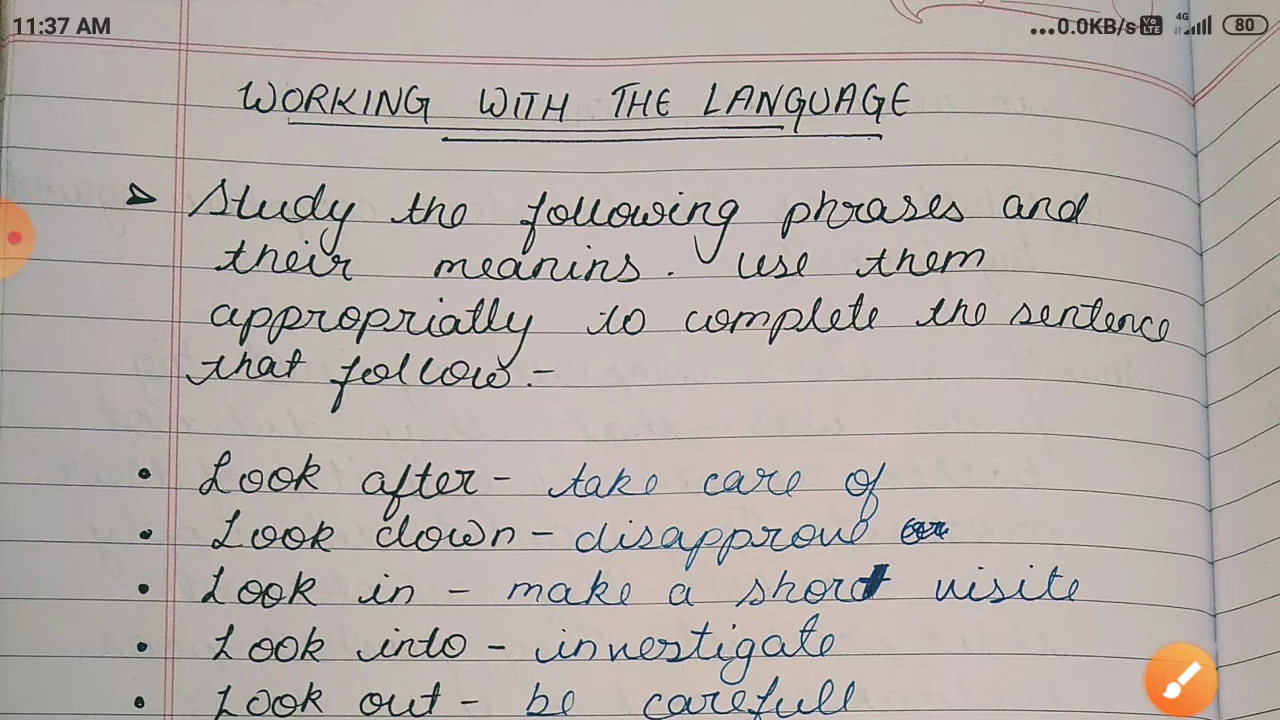 11:37 AM ...0.0KB/s Vo LTE 4G 80
WORKING WITH THE LANGUAGE
Study the following phrases and
their meanins. Use them
appropriatly to complete the sentence
that follow.-
• Look after - take care of
• Look down - disapprove
• Look in - make a short visite
• Look into - investigate
• Look out - be carefull